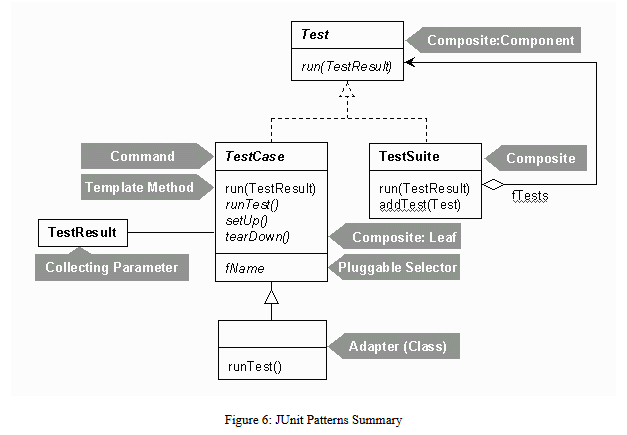 Test
Composite:Component
run(TestResult)
Command
TestCase
TestSuite
Composite
Template Method
run(TestResult)
runTest()
setUp()
tearDown()
run(TestResult)
addTest(Test)
fTests
TestResult
Composite: Leaf
Collecting Parameter
fName
Pluggable Selector
Adapter (Class)
runTest()
Figure 6: JUnit Patterns Summary